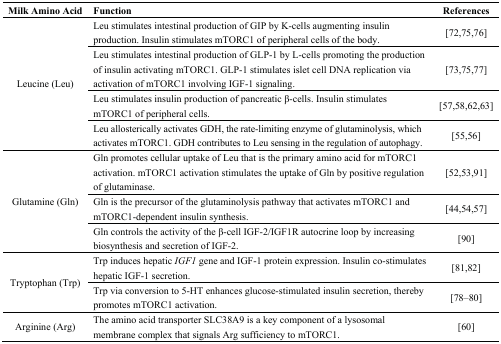 Milk Amino Acid Function References
Leu stimulates intestinal production of GIP by K-cells augmenting insulin
production. Insulin stimulates mTORC1 of peripheral cells of the body.
[72,75,76]
Leu stimulates intestinal production of GLP-1 by L-cells promoting the production
of insulin activating mTORC1. GLP-1 stimulates islet cell DNA replication via
activation of mTORC1 involving IGF-1 signaling.
[73,75,77]
Leucine (Leu)
Leu stimulates insulin production of pancreatic β-cells. Insulin stimulates
mTORC1 of peripheral cells.
[57,58,62,63]
Leu allosterically activates GDH, the rate-limiting enzyme of glutaminolysis, which
activates mTORC1. GDH contributes to Leu sensing in the regulation of autophagy.
[55,56]
Gln promotes cellular uptake of Leu that is the primary amino acid for mTORC1
activation. mTORC1 activation stimulates the uptake of Gln by positive regulation
of glutaminase.
[52,53,91]
Glutamine (Gln)
Gln is the precursor of the glutaminolysis pathway that activates mTORC1 and
mTORC1-dependent insulin synthesis.
[44,54,57]
Gln controls the activity of the β-cell IGF-2/IGF1R autocrine loop by increasing
biosynthesis and secretion of IGF-2.
[90]
Trp induces hepatic IGF1 gene and IGF-1 protein expression. Insulin co-stimulates
hepatic IGF-1 secretion.
[81,82]
Tryptophan (Trp)
Trp via conversion to 5-HT enhances glucose-stimulated insulin secretion, thereby
promotes mTORC1 activation.
[78–80]
Arginine (Arg)
The amino acid transporter SLC38A9 is a key component of a lysosomal
membrane complex that signals Arg sufficiency to mTORC1.
[60]